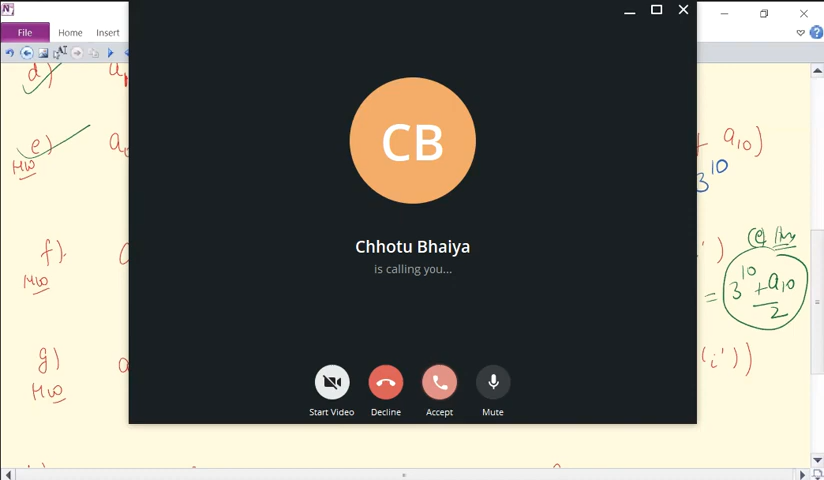 File Home Insert
d) a
e) a
HW
+ a10)
3^10
f) a
HW
')
(e) Ans
= 3^10 + a10
2
g) a
HW
(i'))
CB
Chhotu Bhaiya
is calling you...
Start Video Decline Accept Mute